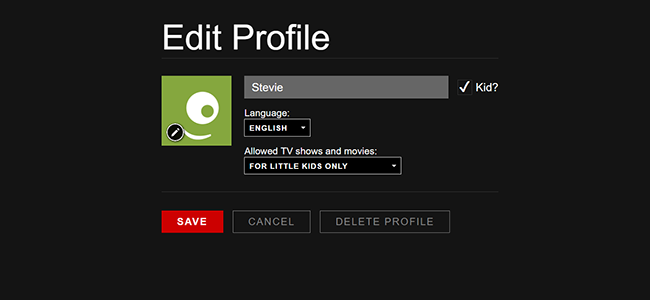 Edit Profile
Stevie
Kid?
Language:
ENGLISH
Allowed TV shows and movies:
FOR LITTLE KIDS ONLY
SAVE CANCEL DELETE PROFILE